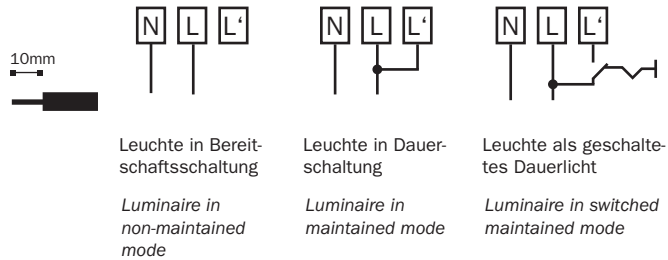 N L L‘
N L L‘
N L L‘
10mm
Leuchte in Bereit-
schaftsschaltung
Luminaire in
non-maintained
mode
Leuchte in Dauer-
schaltung
Luminaire in
maintained mode
Leuchte als geschalte-
tes Dauerlicht
Luminaire in switched
maintained mode